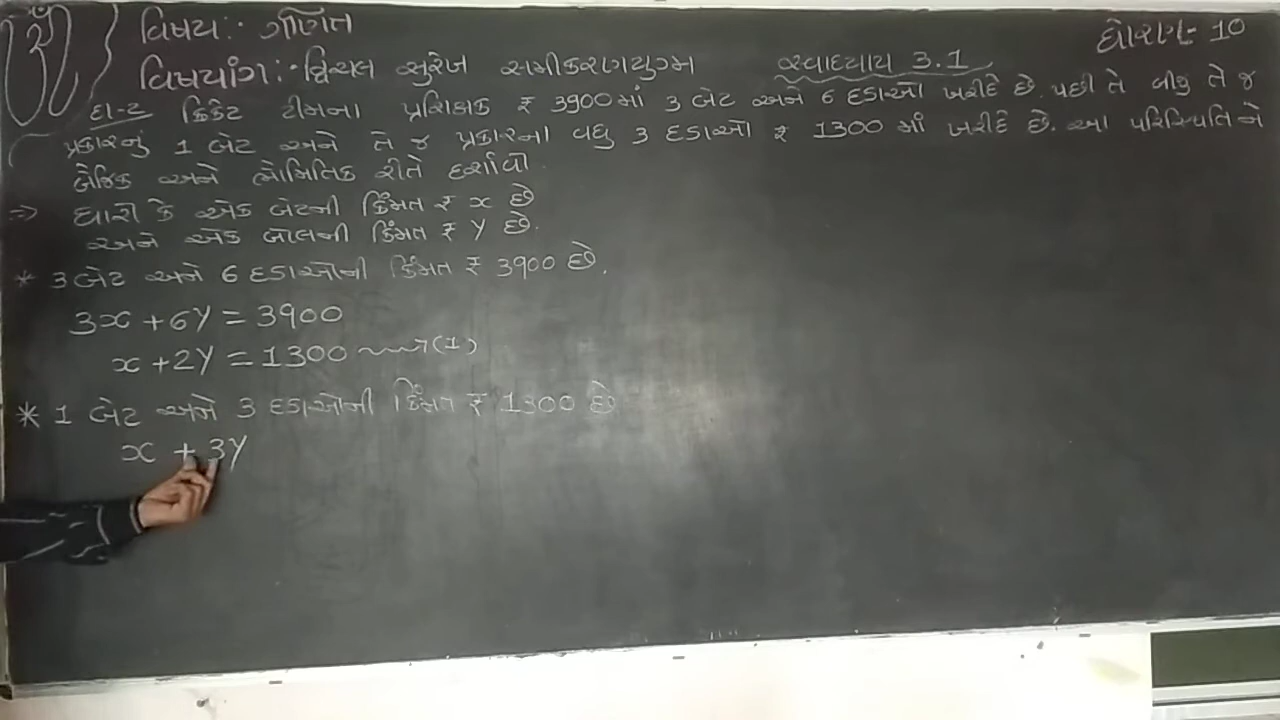 ૐ
વિષય:- ગણિત
ધોરણ- 10
વિષયાંગ:- દ્વિચલ સુરેખ સમીકરણયુગ્મ સ્વાધ્યાય 3.1
દા-2 ક્રિકેટ ટીમના પ્રશિક્ષક ₹ 3900માં 3 બેટ અને 6 દડાઓ ખરીદે છે. પછી તે બીજું તે જ
પ્રકારનું 1 બેટ અને તે જ પ્રકારના વધુ 3 દડાઓ ₹ 1300 માં ખરીદે છે. આ પરિસ્થિતિને
બૈજિક અને ભૌમિતિક રીતે દર્શાવો.
⇒ ધારો કે એક બેટની કિંમત ₹ x છે
અને એક બોલની કિંમત ₹ y છે.
* 3 બેટ અને 6 દડાઓની કિંમત ₹ 3900 છે.
3x + 6y = 3900
x + 2y = 1300 (1)
* 1 બેટ અને 3 દડાઓની કિંમત ₹ 1300 છે
x + 3y